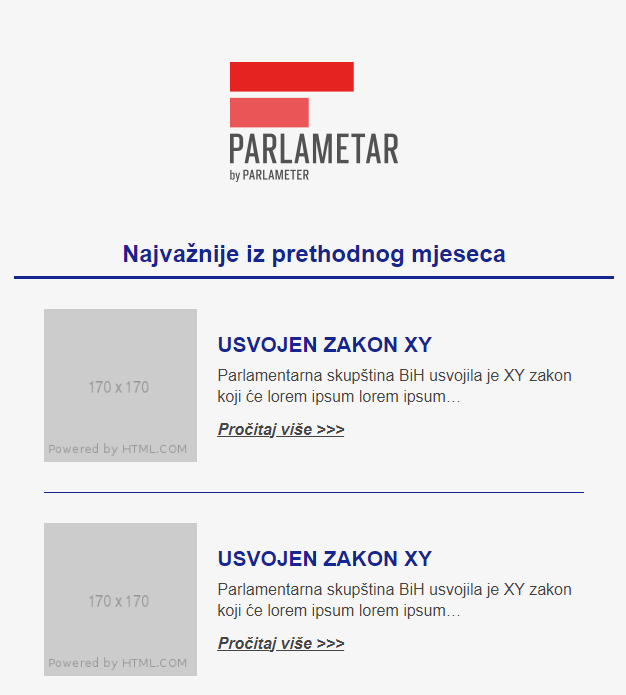 PARLAMETAR
by PARLAMETER
Najvažnije iz prethodnog mjeseca
170 x 170
Powered by HTML.COM
USVOJEN ZAKON XY
Parlamentarna skupština BiH usvojila je XY zakon
koji će lorem ipsum lorem ipsum…
Pročitaj više >>>
170 x 170
Powered by HTML.COM
USVOJEN ZAKON XY
Parlamentarna skupština BiH usvojila je XY zakon
koji će lorem ipsum lorem ipsum…
Pročitaj više >>>